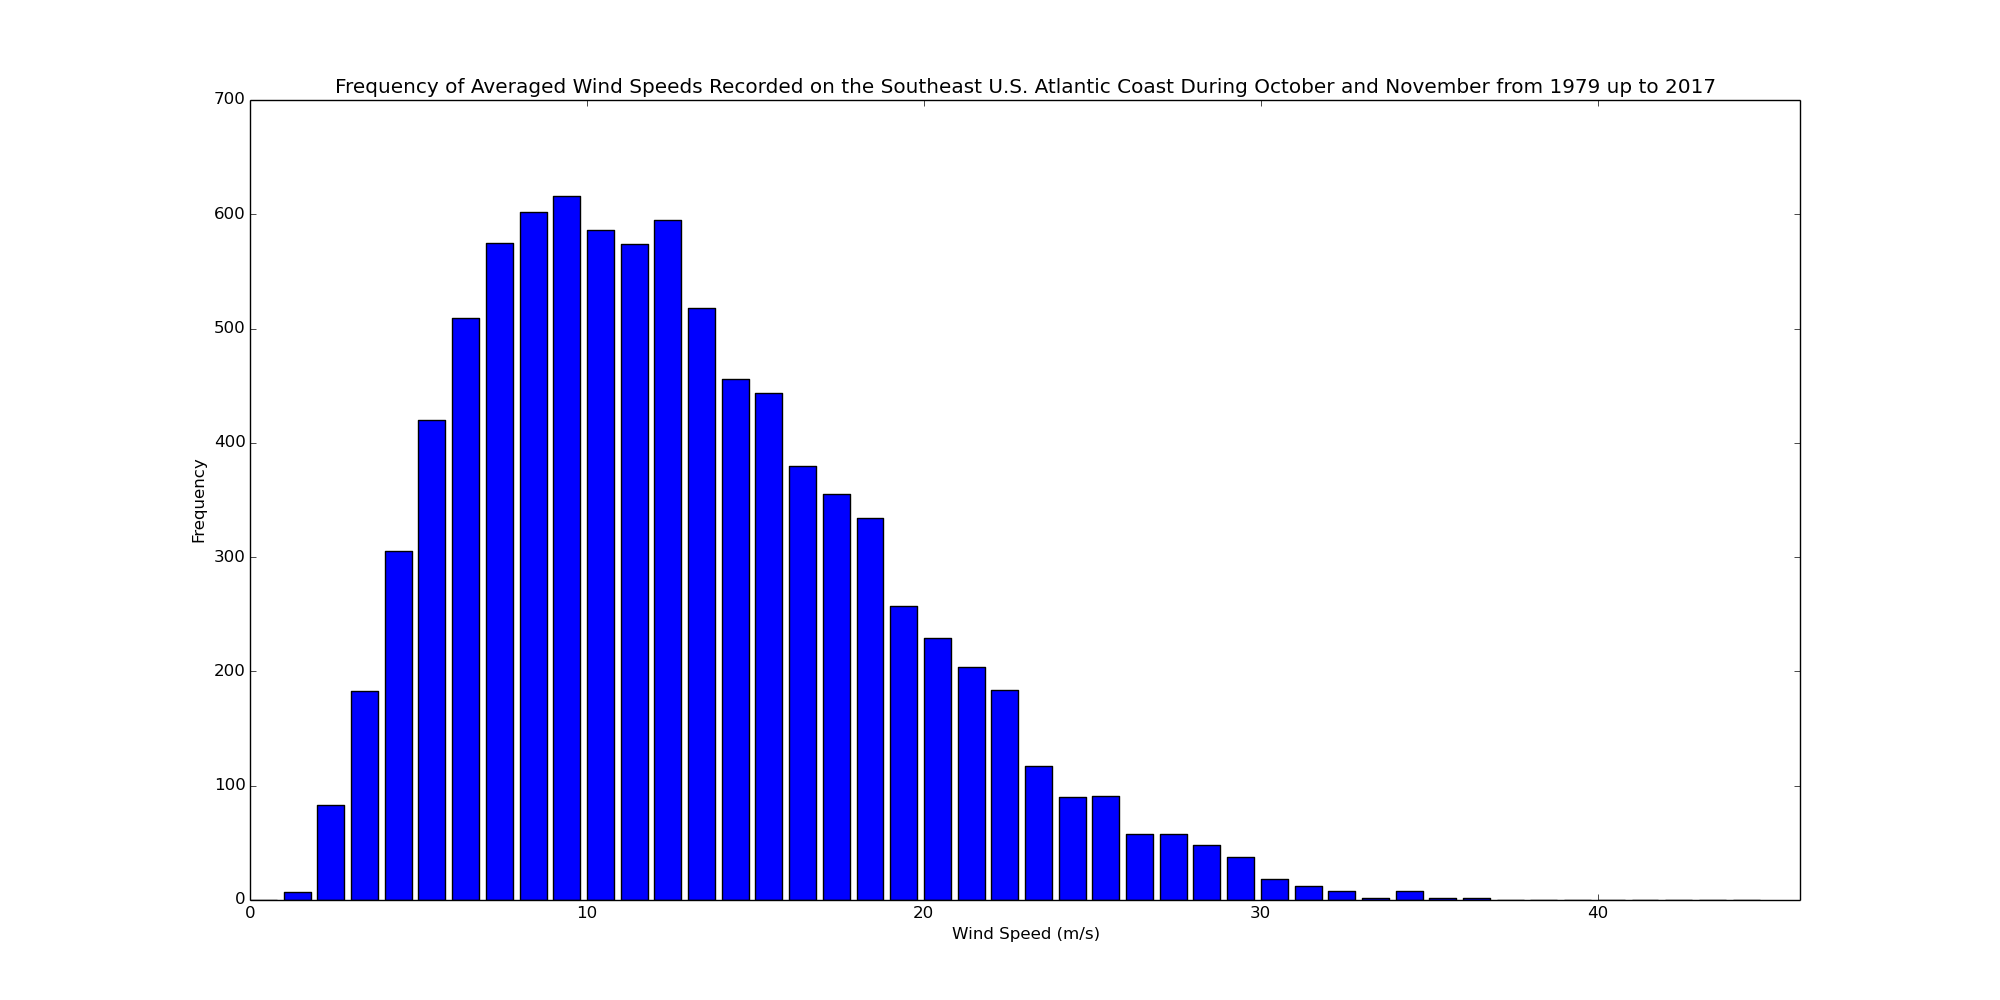 Frequency of Averaged Wind Speeds Recorded on the Southeast U.S. Atlantic Coast During October and November from 1979 up to 2017
700
600
500
400
300
200
100
0
Frequency
0 10 20 30 40
Wind Speed (m/s)